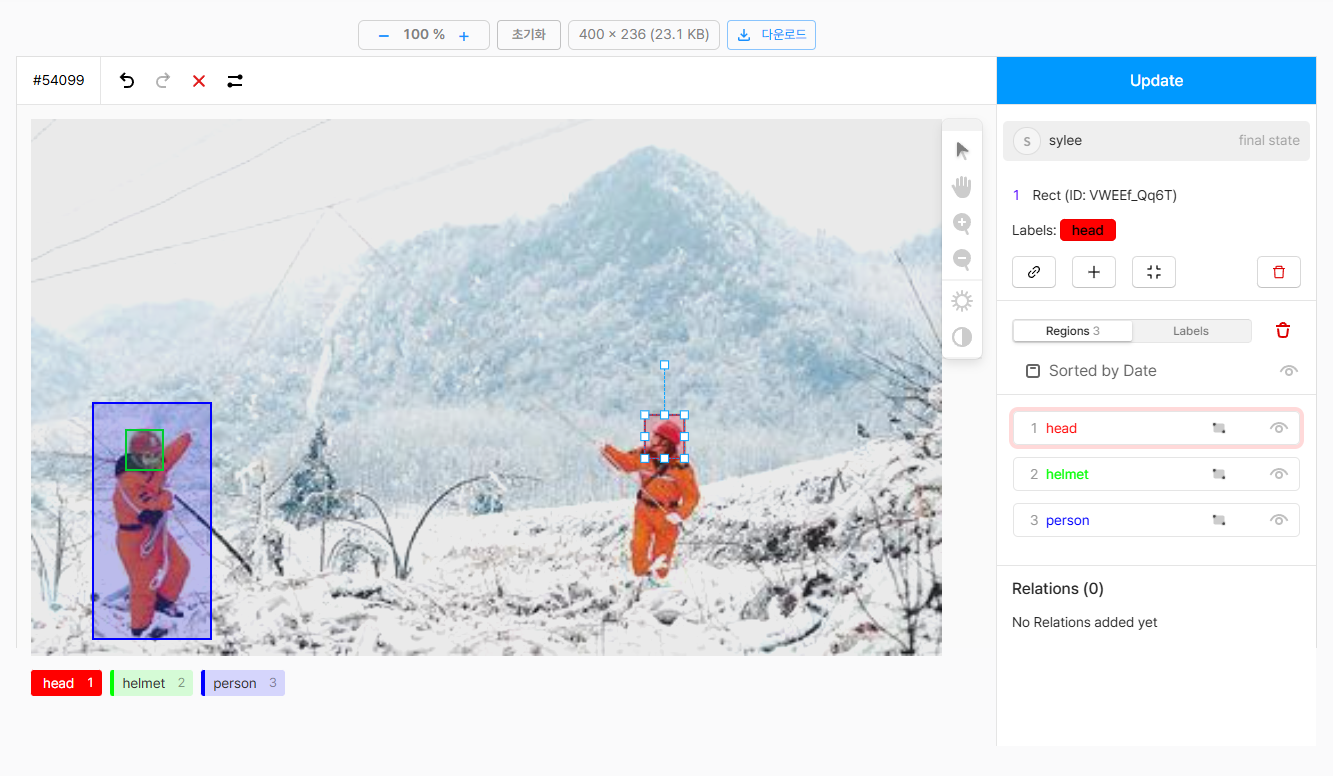 100 %
초기화
400 × 236 (23.1 KB)
다운로드
#54099
Update
S sylee final state
1 Rect (ID: VWEEf_Qq6T)
Labels: head
Regions 3 Labels
Sorted by Date
1 head
2 helmet
3 person
Relations (0)
No Relations added yet
head 1 helmet 2 person 3